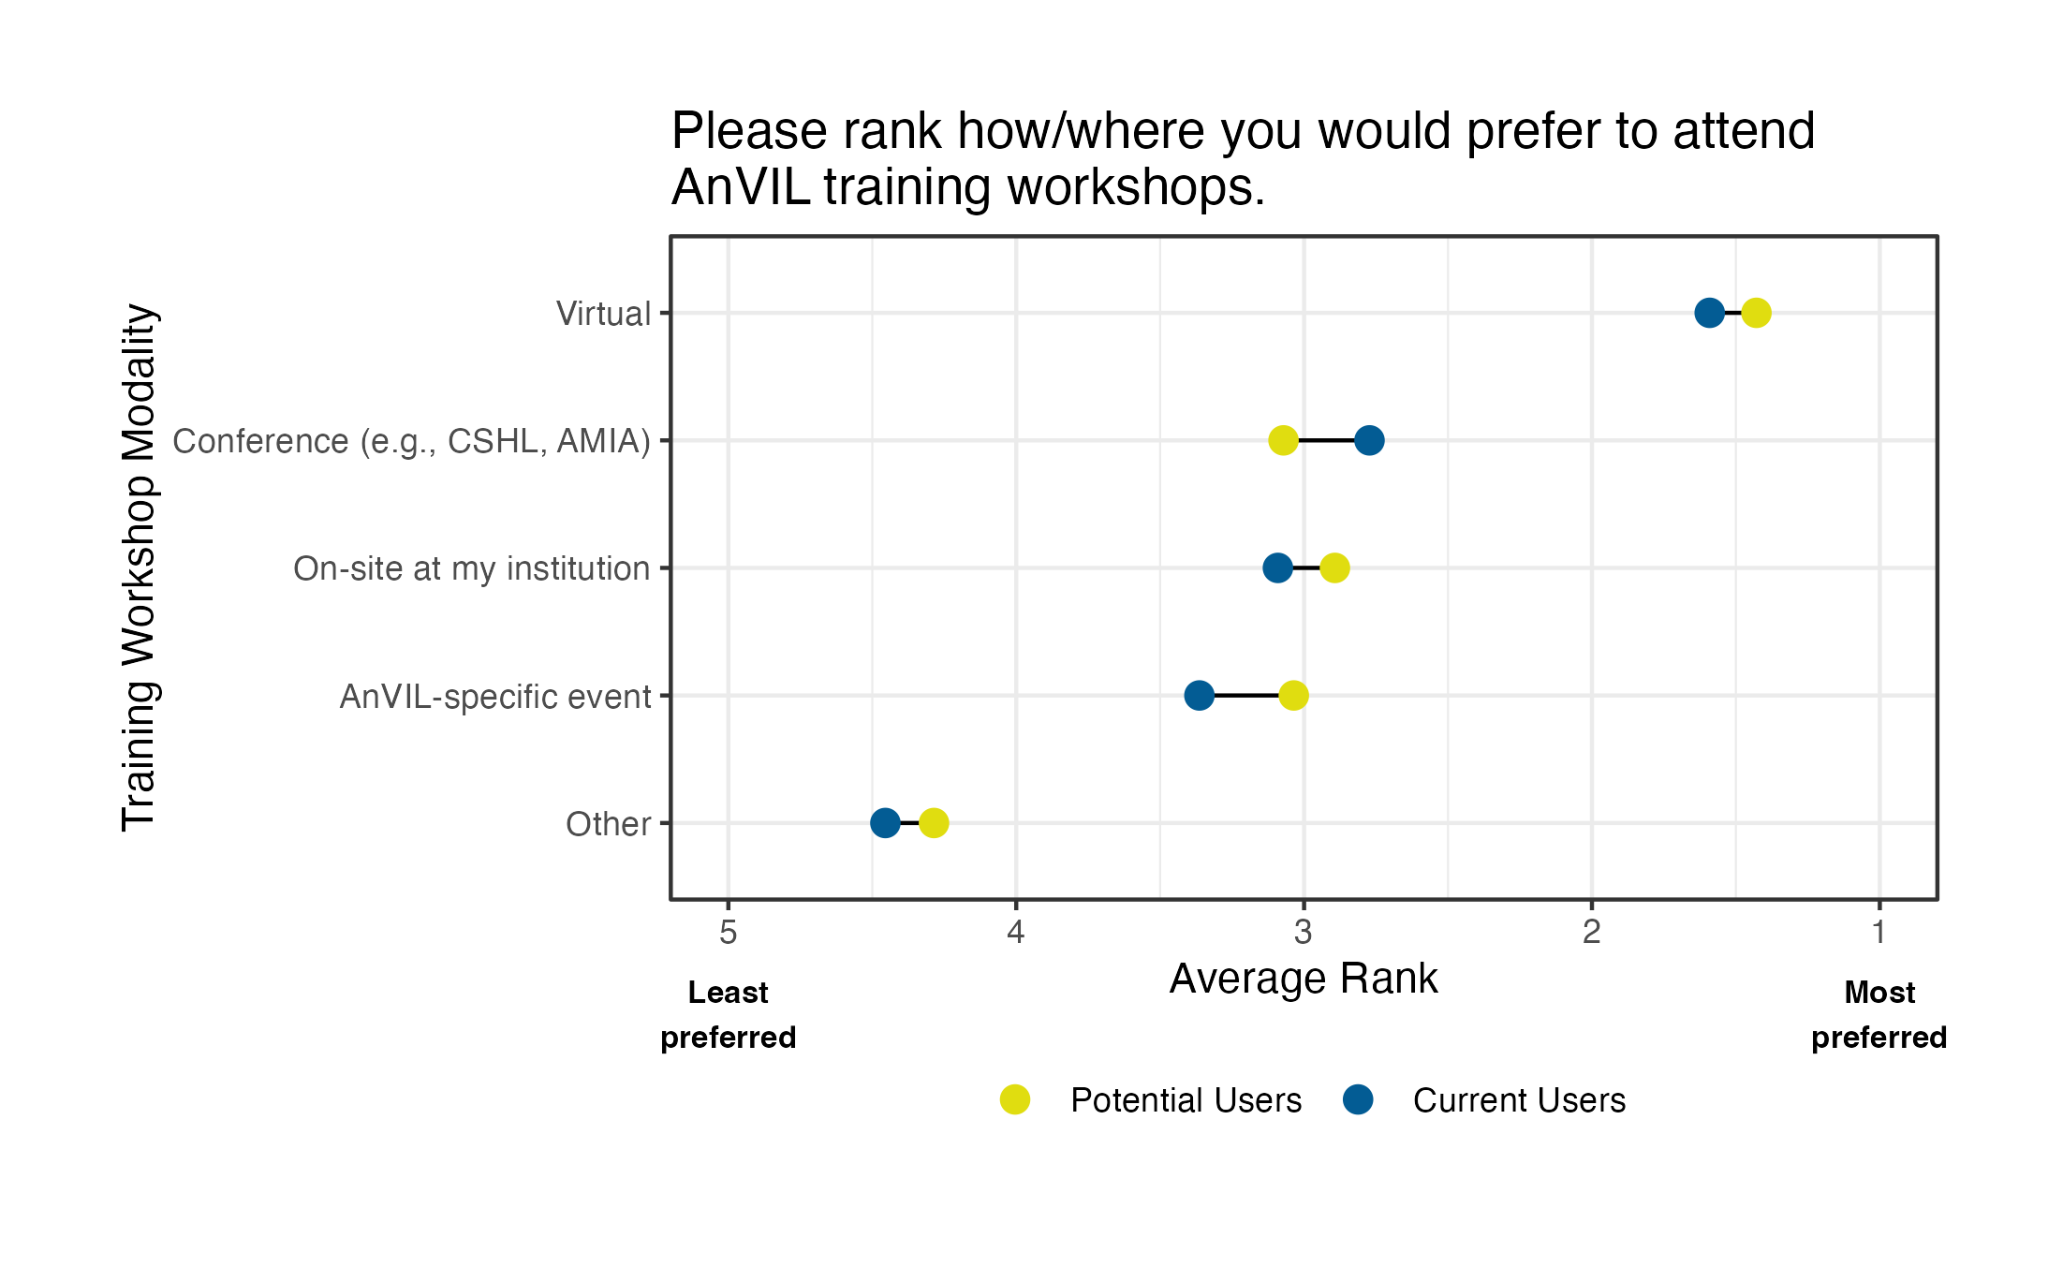 Please rank how/where you would prefer to attend
AnVIL training workshops.
Training Workshop Modality
Virtual
Conference (e.g., CSHL, AMIA)
On-site at my institution
AnVIL-specific event
Other
5 4 3 2 1
Average Rank
Least
preferred
Most
preferred
Potential Users
Current Users